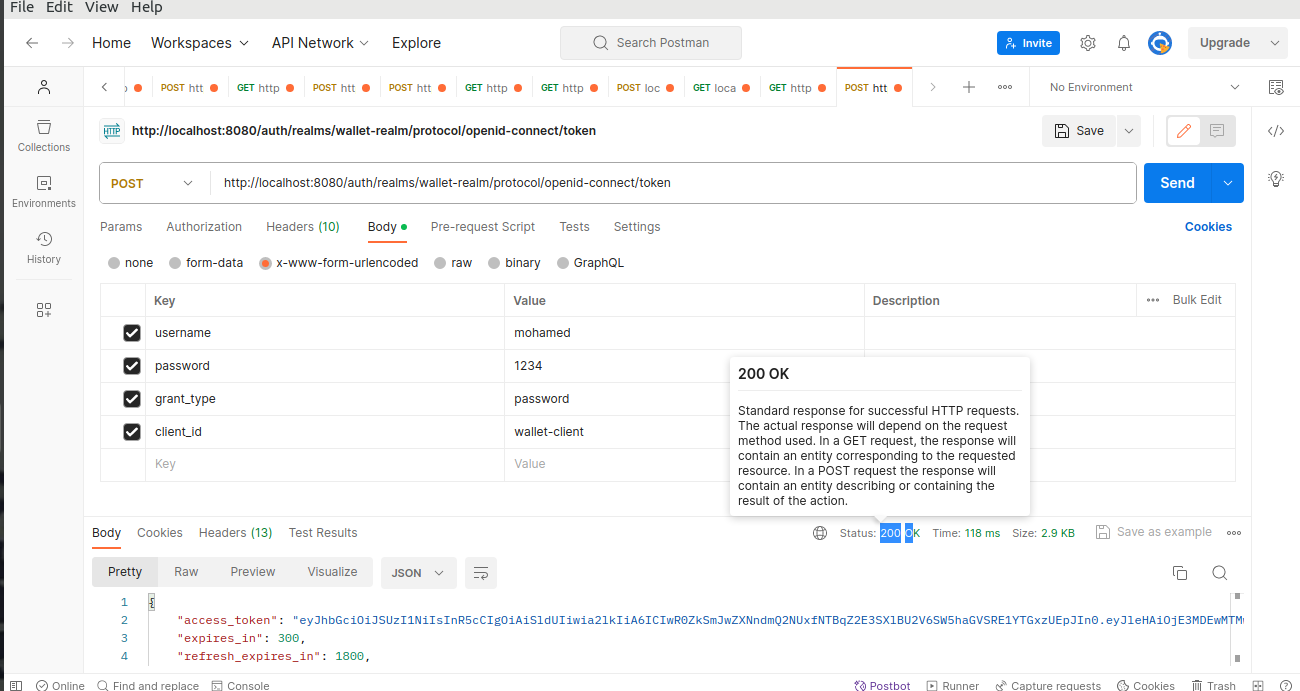 File Edit View Help
Home Workspaces API Network Explore Search Postman Invite Upgrade
POST htt GET http POST htt POST htt GET http GET http POST loc GET loca GET http POST htt No Environment
HTTP http://localhost:8080/auth/realms/wallet-realm/protocol/openid-connect/token Save
Collections
POST http://localhost:8080/auth/realms/wallet-realm/protocol/openid-connect/token Send
Environments
Params Authorization Headers (10) Body Pre-request Script Tests Settings Cookies
History
none form-data x-www-form-urlencoded raw binary GraphQL
Key Value Description Bulk Edit
username mohamed
password 1234
grant_type password
client_id wallet-client
Key Value
200 OK
Standard response for successful HTTP requests.
The actual response will depend on the request
method used. In a GET request, the response will
contain an entity corresponding to the requested
resource. In a POST request the response will
contain an entity describing or containing the
result of the action.
Body Cookies Headers (13) Test Results Status: 200 OK Time: 118 ms Size: 2.9 KB Save as example
Pretty Raw Preview Visualize JSON
1 {
2 "access_token":
3 "expires_in": 300,
4 "refresh_expires_in": 1800,
Online Find and replace Console Postbot Runner Capture requests Cookies Trash